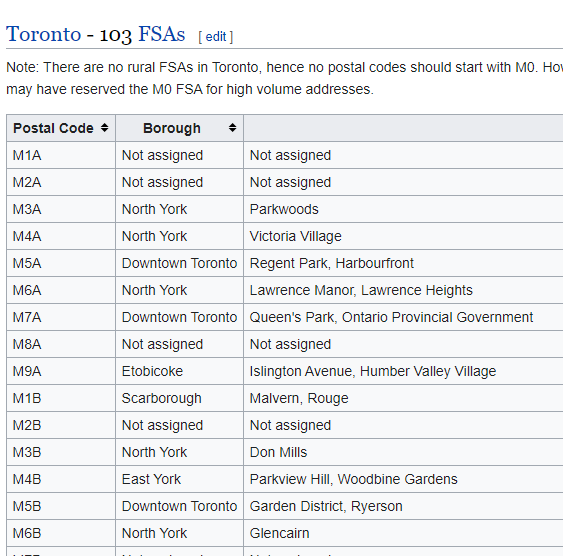 Toronto - 103 FSAs [ edit ]
Note: There are no rural FSAs in Toronto, hence no postal codes should start with M0.
may have reserved the M0 FSA for high volume addresses.
Postal Code Borough
M1A Not assigned Not assigned
M2A Not assigned Not assigned
M3A North York Parkwoods
M4A North York Victoria Village
M5A Downtown Toronto Regent Park, Harbourfront
M6A North York Lawrence Manor, Lawrence Heights
M7A Downtown Toronto Queen's Park, Ontario Provincial Government
M8A Not assigned Not assigned
M9A Etobicoke Islington Avenue, Humber Valley Village
M1B Scarborough Malvern, Rouge
M2B Not assigned Not assigned
M3B North York Don Mills
M4B East York Parkview Hill, Woodbine Gardens
M5B Downtown Toronto Garden District, Ryerson
M6B North York Glencairn